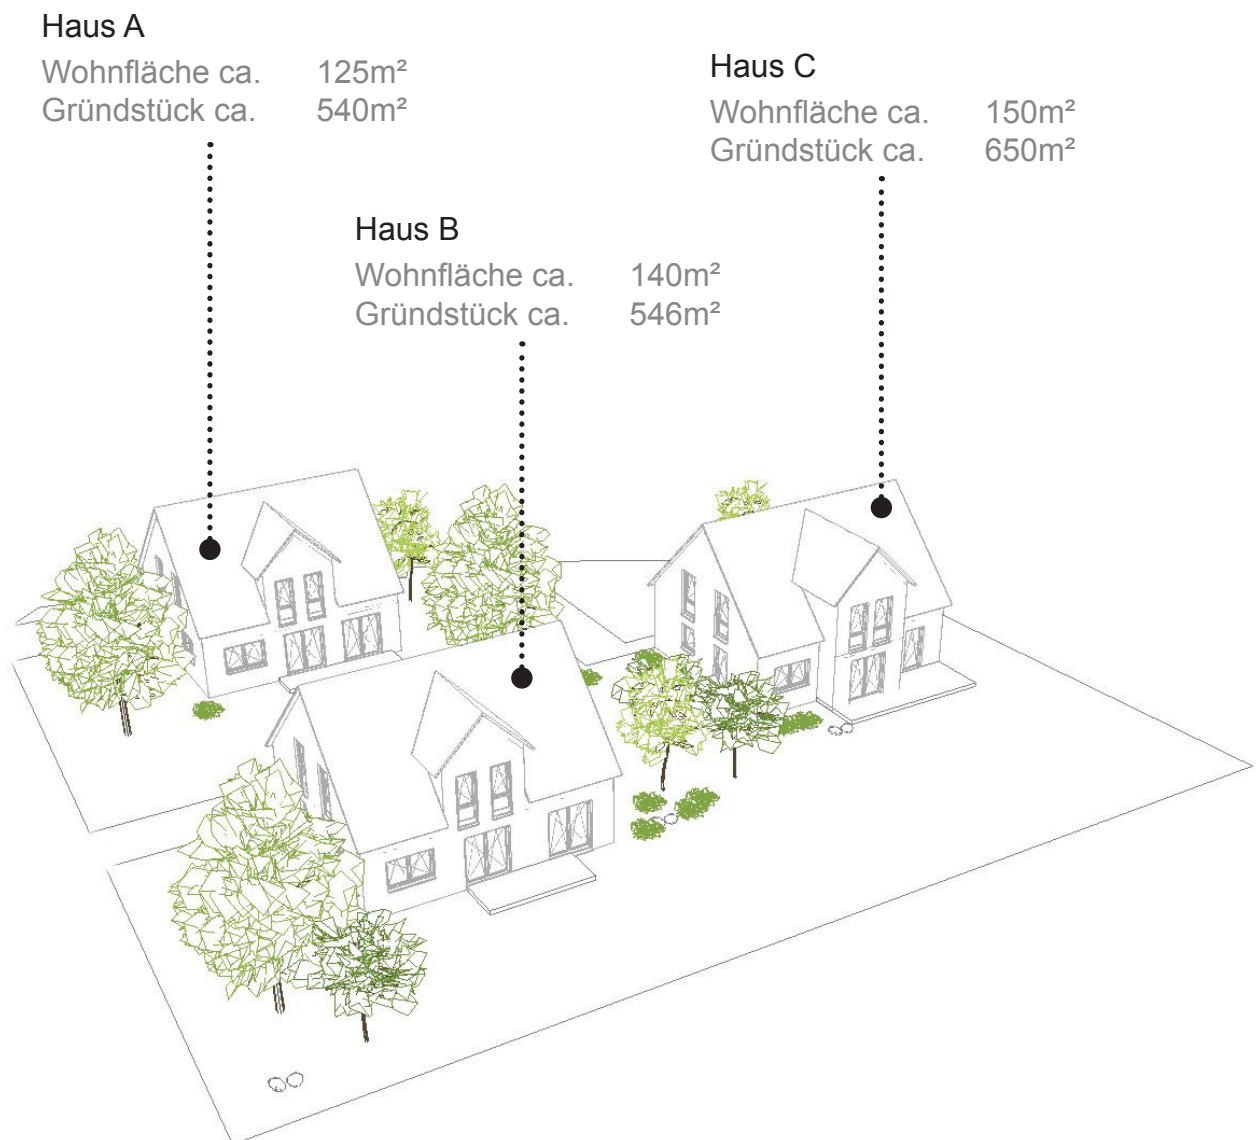 Haus A
Wohnfläche ca. 125m²
Gründstück ca. 540m²
Haus C
Wohnfläche ca. 150m²
Gründstück ca. 650m²
Haus B
Wohnfläche ca. 140m²
Gründstück ca. 546m²